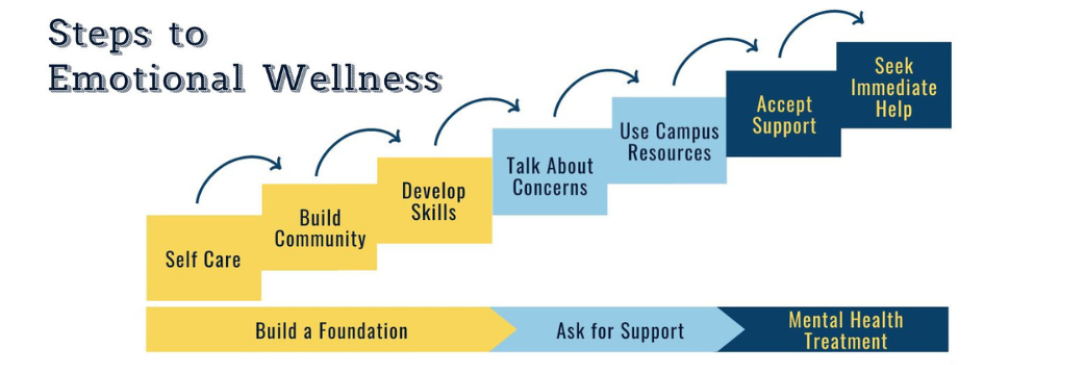 Steps to
Emotional Wellness
Self Care
Build
Community
Develop
Skills
Talk About
Concerns
Use Campus
Resources
Accept
Support
Seek
Immediate
Help
Build a Foundation
Ask for Support
Mental Health
Treatment